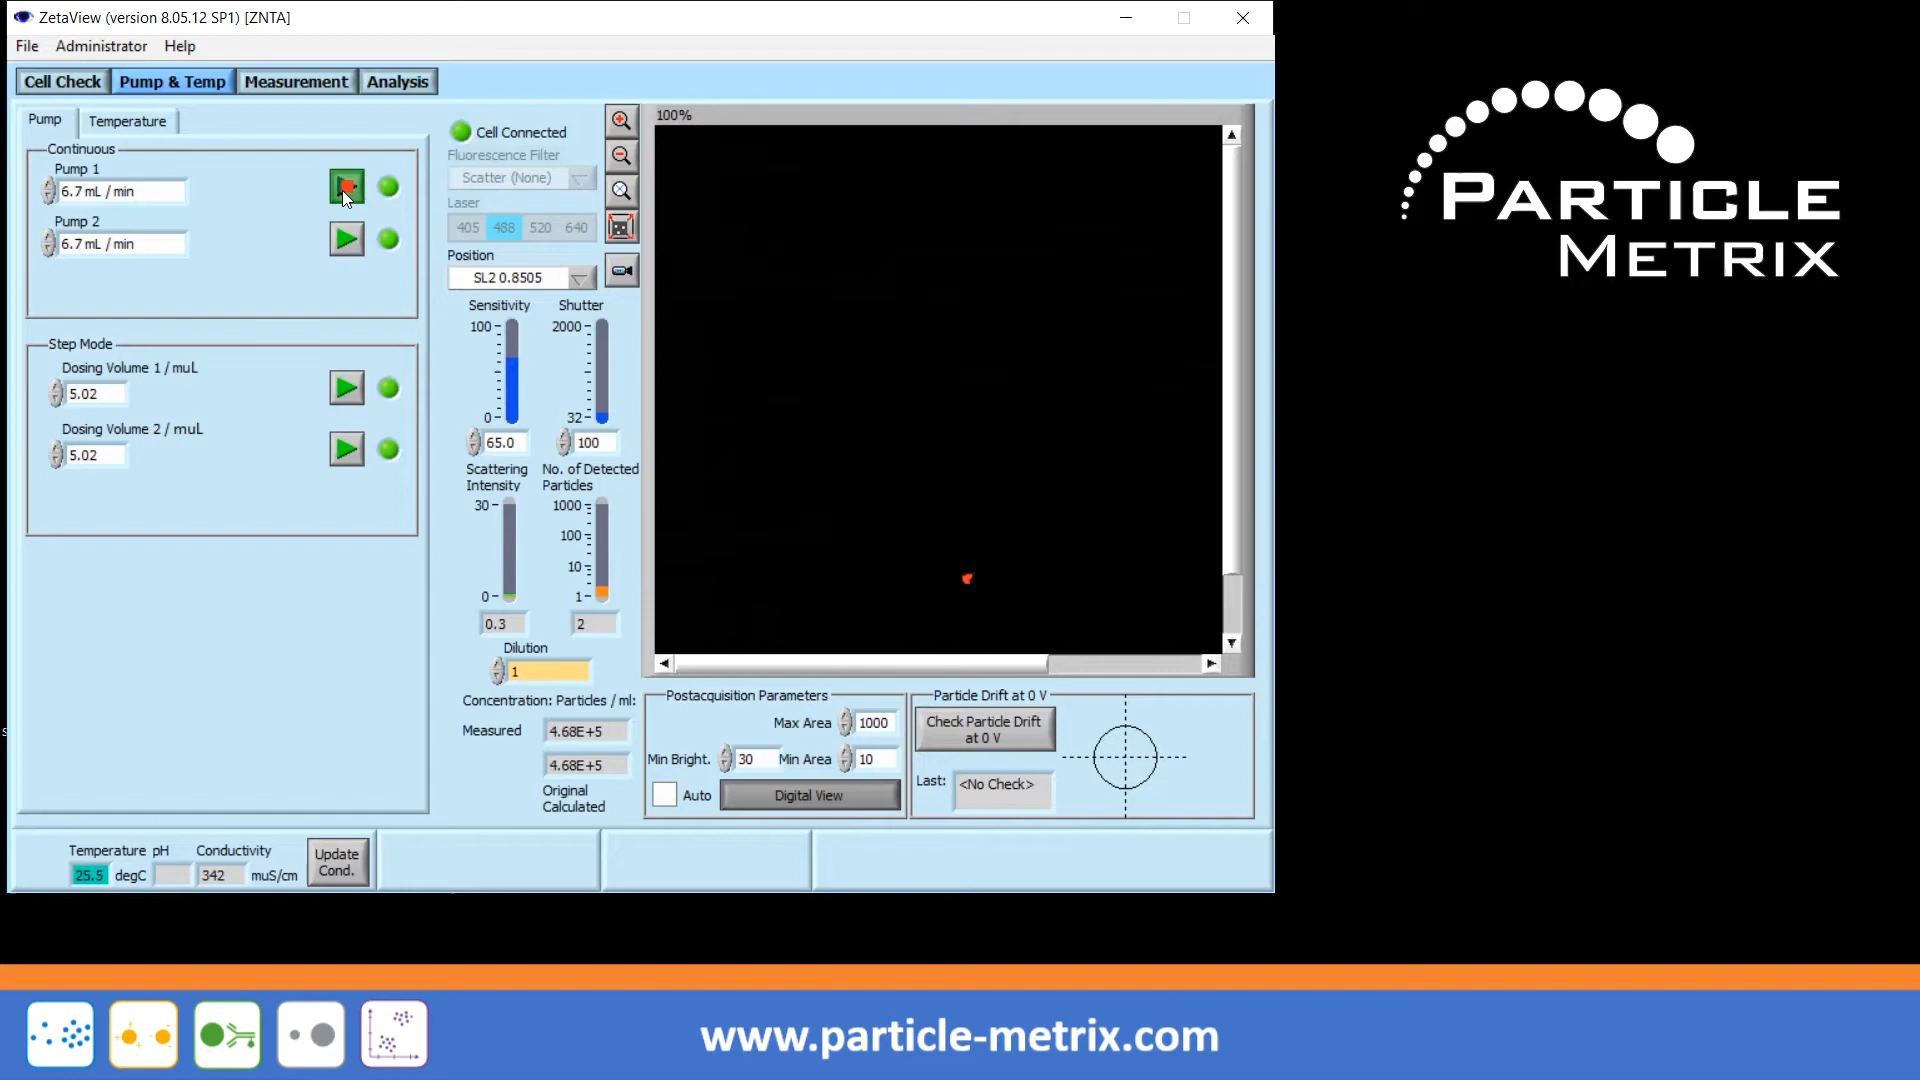 ZetaView (version 8.05.12 SP1) [ZNTA]
File Administrator Help
Cell Check Pump & Temp Measurement Analysis
Pump Temperature
Continuous
Pump 1
6.7 mL / min
Pump 2
6.7 mL / min
Step Mode
Dosing Volume 1 / muL
5.02
Dosing Volume 2 / muL
5.02
Cell Connected
Fluorescence Filter
Scatter (None)
Laser
405 488 520 640
Position
SL2 0.8505
Sensitivity Shutter
100 2000
0 32
65.0 100
Scattering Intensity
No. of Detected Particles
30 1000
100
10
0 1
0.3 2
Dilution
1
Concentration: Particles / ml:
Measured 4.68E+5
4.68E+5
Original
Calculated
100%
Postacquisition Parameters
Max Area 1000
Min Bright. 30 Min Area 10
Auto Digital View
Particle Drift at 0 V
Check Particle Drift
at 0 V
Last: <No Check>
Temperature pH Conductivity
25.5 degC 342 muS/cm
Update
Cond.
PARTICLE
METRIX
www.particle-metrix.com